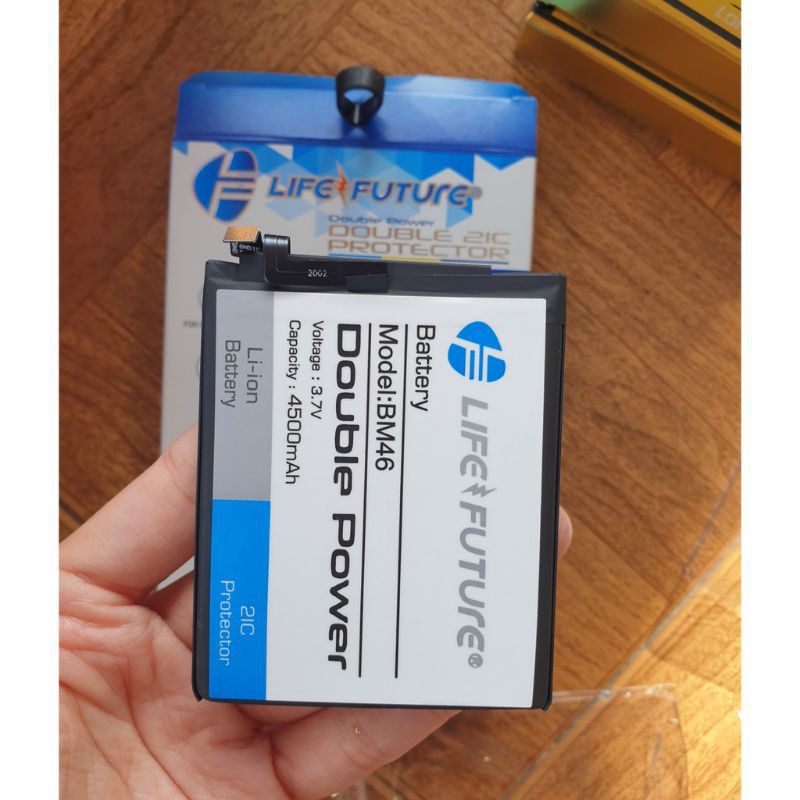 LIFE FUTURE®
Double Power
DOUBLE 2IC
PROTECTOR
2002
LIFE FUTURE®
Battery
Model:BM46
Double Power
Voltage : 3.7V
Capacity : 4500mAh
Li-ion
Battery
2IC
Protector